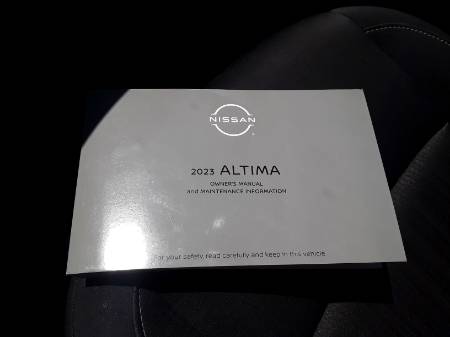 NISSAN
2023 ALTIMA
OWNER'S MANUAL
and MAINTENANCE INFORMATION
For your safety, read carefully and keep in this vehicle.